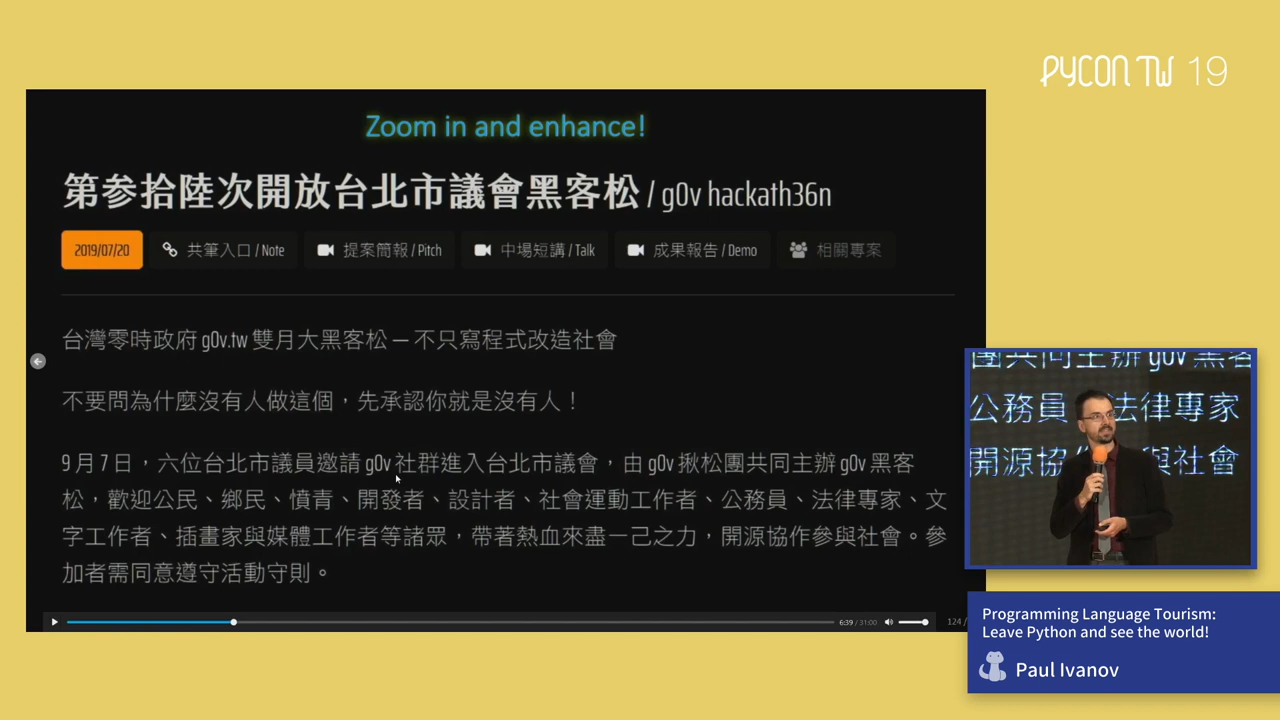 PYCON TW 19
Zoom in and enhance!
第參拾陸次開放台北市議會黑客松 / g0v hackath36n
2019/07/20 共筆入口 / Note 提案簡報 / Pitch 中場短講 / Talk 成果報告 / Demo 相關專案
台灣零時政府 g0v.tw 雙月大黑客松 — 不只寫程式改造社會
不要問為什麼沒有人做這個，先承認你就是沒有人！
9 月 7 日，六位台北市議員邀請 g0v 社群進入台北市議會，由 g0v 揪松團共同主辦 g0v 黑客
松，歡迎公民、鄉民、憤青、開發者、設計者、社會運動工作者、公務員、法律專家、文
字工作者、插畫家與媒體工作者等諸眾，帶著熱血來盡一己之力，開源協作參與社會。參
加者需同意遵守活動守則。
6:39 / 31:00
124 /
團共同主辦 g0v 黑客
公務員 法律專家
開源協作 與社會
Programming Language Tourism:
Leave Python and see the world!
Paul Ivanov